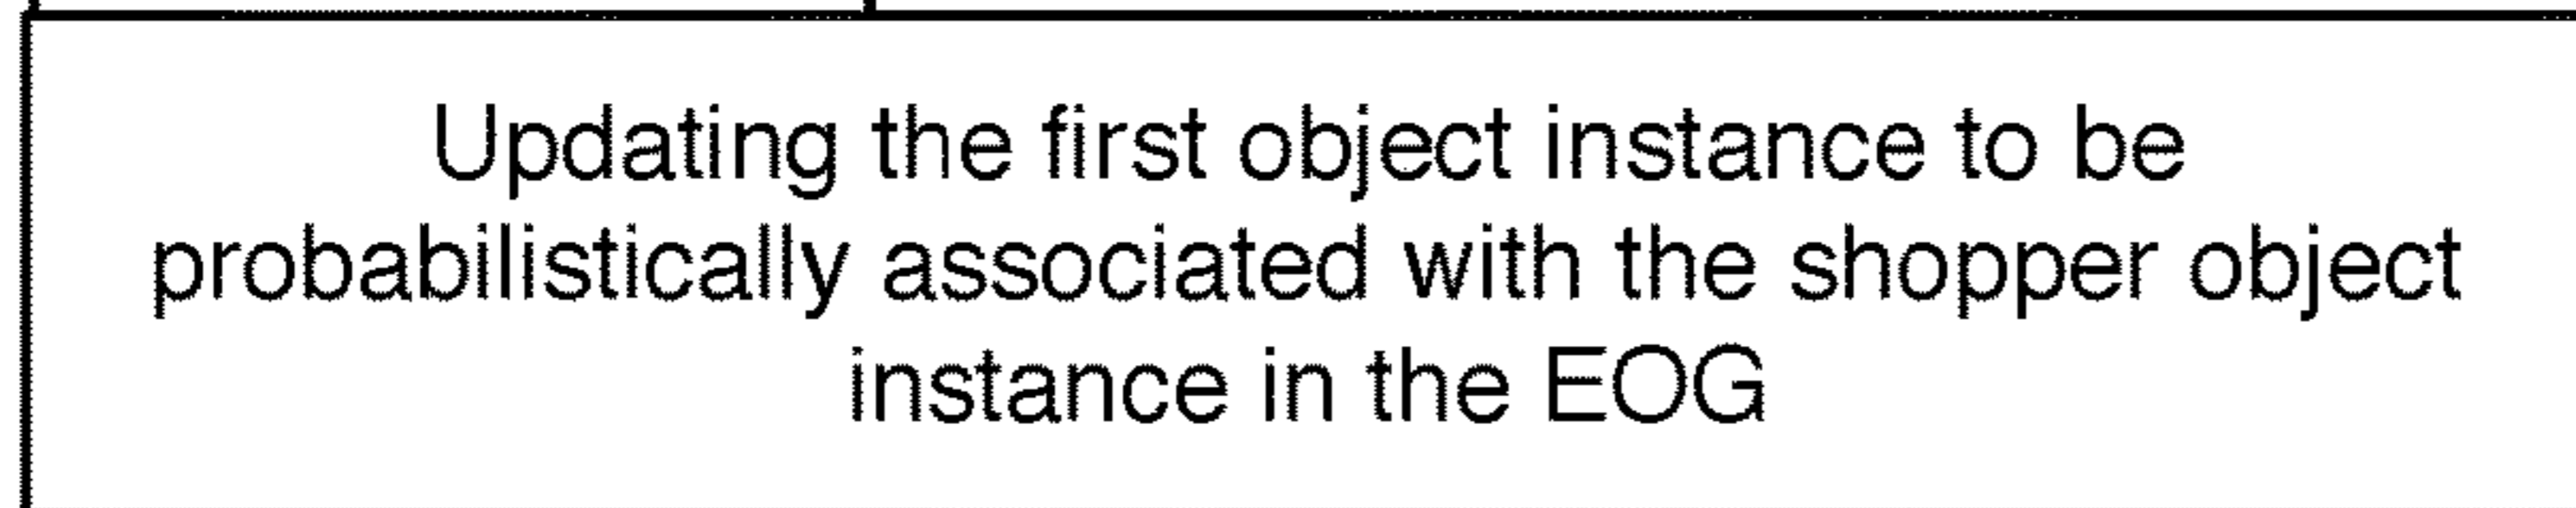 Updating the first object instance to be
probabilistically associated with the shopper object
instance in the EOG